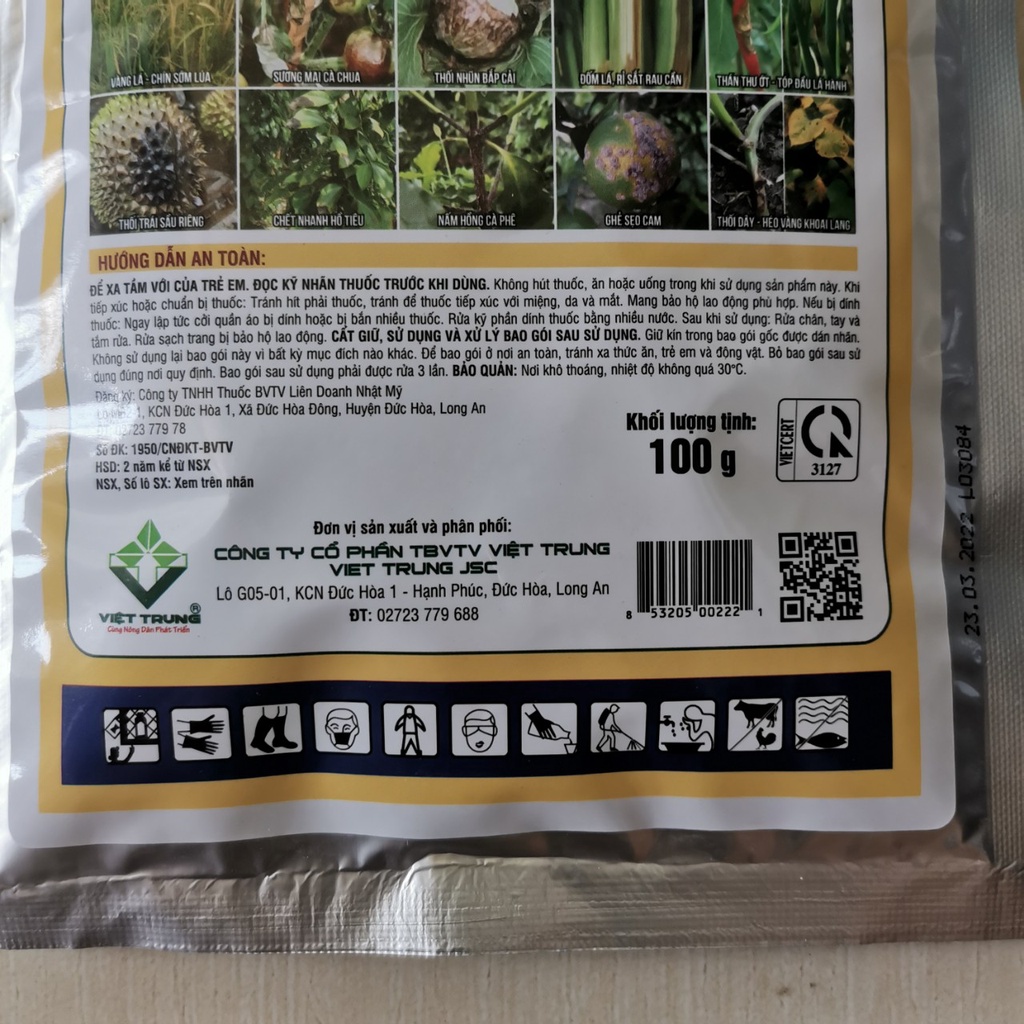 VÀNG LÁ - CHÍN SỚM LÚA
SƯƠNG MAI CÀ CHUA
THỐI NHŨN BẮP CẢI
ĐỐM LÁ, RỈ SẮT RAU CẦN
THÁN THƯ ỚT - TÓP ĐẦU LÁ HÀNH
THỐI TRÁI SẦU RIÊNG
CHẾT NHANH HỒ TIÊU
NẤM HỒNG CÀ PHÊ
GHẺ SẸO CAM
THỐI DÂY - HÉO VÀNG KHOAI LANG
HƯỚNG DẪN AN TOÀN:
ĐỂ XA TẦM VỚI CỦA TRẺ EM. ĐỌC KỸ NHÃN THUỐC TRƯỚC KHI DÙNG. Không hút thuốc, ăn hoặc uống trong khi sử dụng sản phẩm này. Khi
tiếp xúc hoặc chuẩn bị thuốc: Tránh hít phải thuốc, tránh để thuốc tiếp xúc với miệng, da và mắt. Mang bảo hộ lao động phù hợp. Nếu bị dính
thuốc: Ngay lập tức cởi quần áo bị dính hoặc bị bắn nhiều thuốc. Rửa kỹ phần dính thuốc bằng nhiều nước. Sau khi sử dụng: Rửa chân, tay và
tắm rửa. Rửa sạch trang bị bảo hộ lao động. CẤT GIỮ, SỬ DỤNG VÀ XỬ LÝ BAO GÓI SAU SỬ DỤNG. Giữ kín trong bao gói gốc được dán nhãn.
Không sử dụng lại bao gói này vì bất kỳ mục đích nào khác. Để bao gói ở nơi an toàn, tránh xa thức ăn, trẻ em và động vật. Bỏ bao gói sau sử
dụng đúng nơi quy định. Bao gói sau sử dụng phải được rửa 3 lần. BẢO QUẢN: Nơi khô thoáng, nhiệt độ không quá 30°C.
Đăng ký: Công ty TNHH Thuốc BVTV Liên Doanh Nhật Mỹ
KCN Đức Hòa 1, Xã Đức Hòa Đông, Huyện Đức Hòa, Long An
02723 779 78
Số ĐK: 1950/CNĐKT-BVTV
HSD: 2 năm kể từ NSX
NSX, Số lô SX: Xem trên nhãn
Khối lượng tịnh:
100 g
VIETCERT
3127
Đơn vị sản xuất và phân phối:
CÔNG TY CỔ PHẦN TBVTV VIỆT TRUNG
VIET TRUNG JSC
Lô G05-01, KCN Đức Hòa 1 - Hạnh Phúc, Đức Hòa, Long An
ĐT: 02723 779 688
VIỆT TRUNG ®
Cùng Nông Dân Phát Triển
8 53205 00222 1
23.03.2022 L03084